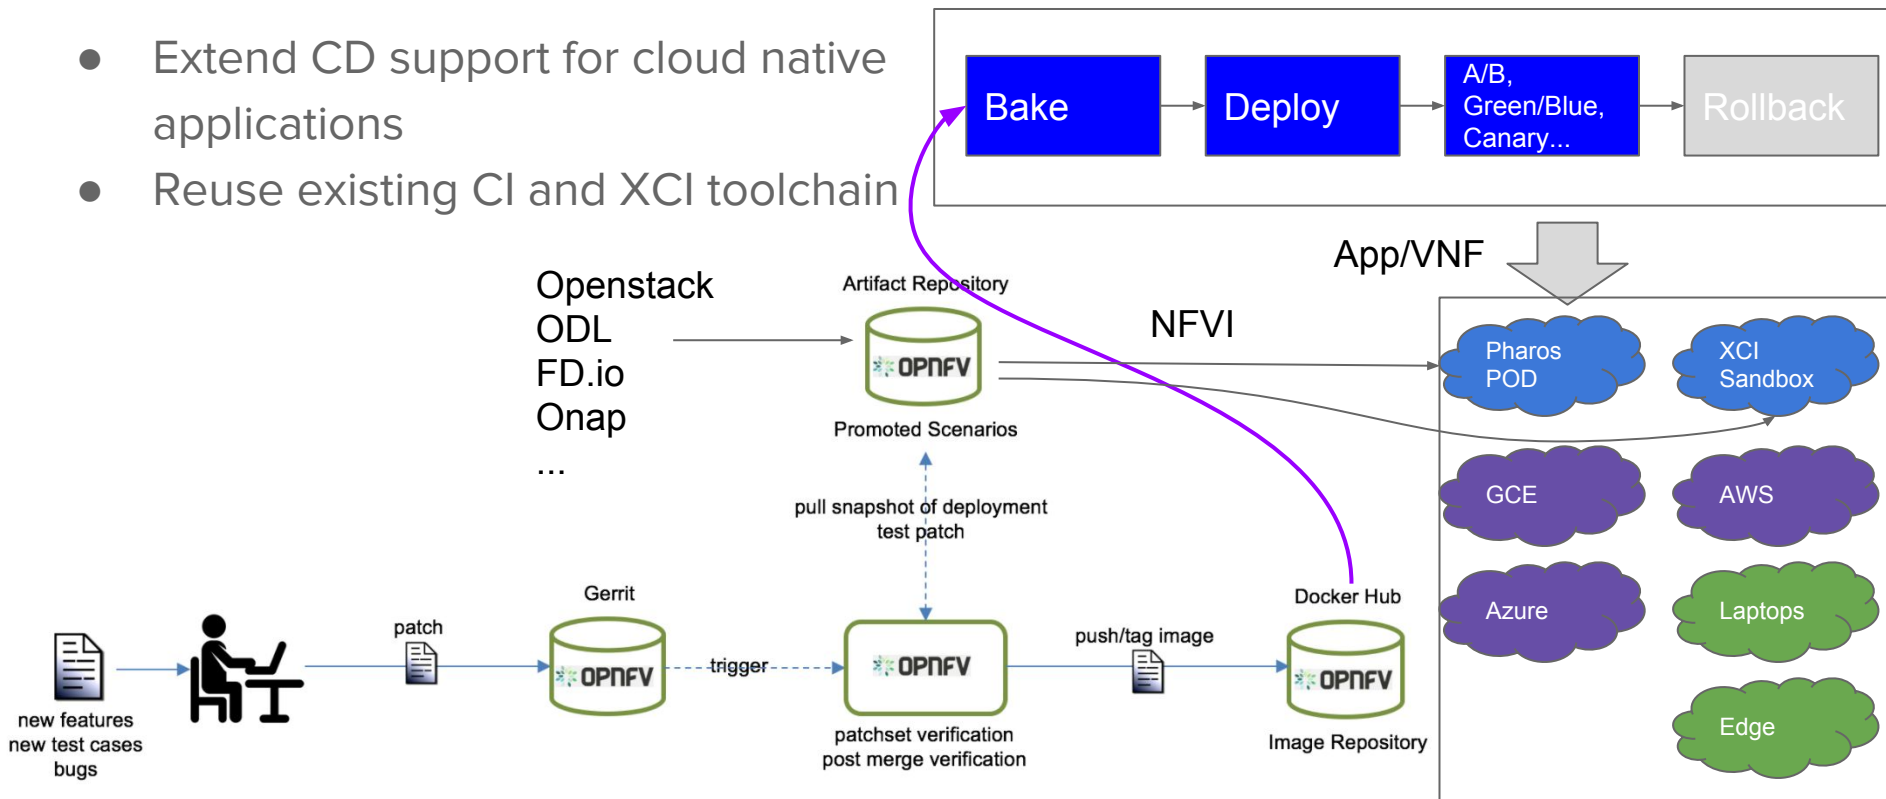 ● Extend CD support for cloud native
applications
● Reuse existing CI and XCI toolchain
Bake
Deploy
A/B,
Green/Blue,
Canary...
Rollback
App/VNF
Openstack
ODL
FD.io
Onap
...
Artifact Repository
OPNFV
Promoted Scenarios
NFVI
Pharos
POD
XCI
Sandbox
GCE
AWS
Azure
Laptops
Edge
pull snapshot of deployment
test patch
new features
new test cases
bugs
patch
Gerrit
OPNFV
trigger
OPNFV
patchset verification
post merge verification
push/tag image
Docker Hub
OPNFV
Image Repository